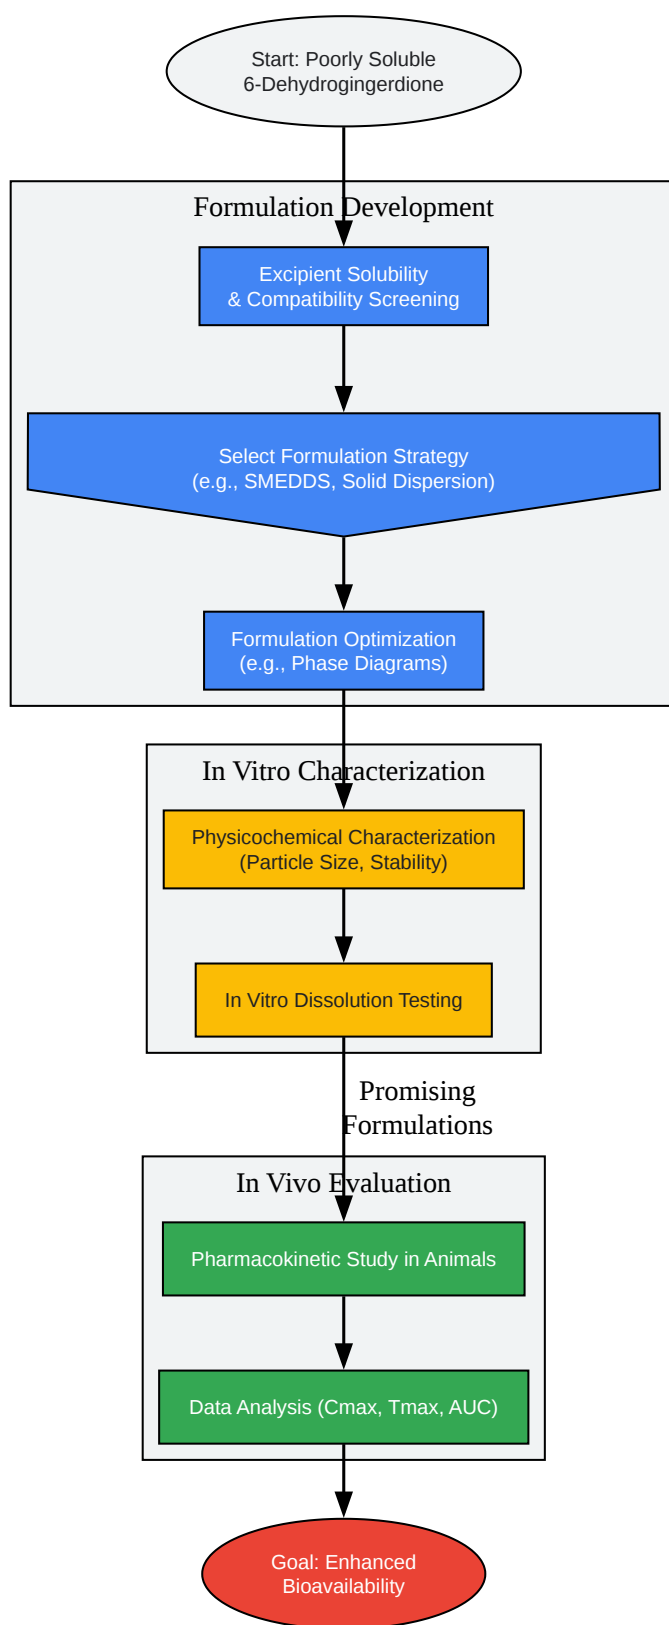 Start: Poorly Soluble
6-Dehydrogingerdione
Formulation Development
Excipient Solubility
& Compatibility Screening
Select Formulation Strategy
(e.g., SMEDDS, Solid Dispersion)
Formulation Optimization
(e.g., Phase Diagrams)
In Vitro Characterization
Physicochemical Characterization
(Particle Size, Stability)
In Vitro Dissolution Testing
Promising
Formulations
In Vivo Evaluation
Pharmacokinetic Study in Animals
Data Analysis (Cmax, Tmax, AUC)
Goal: Enhanced
Bioavailability